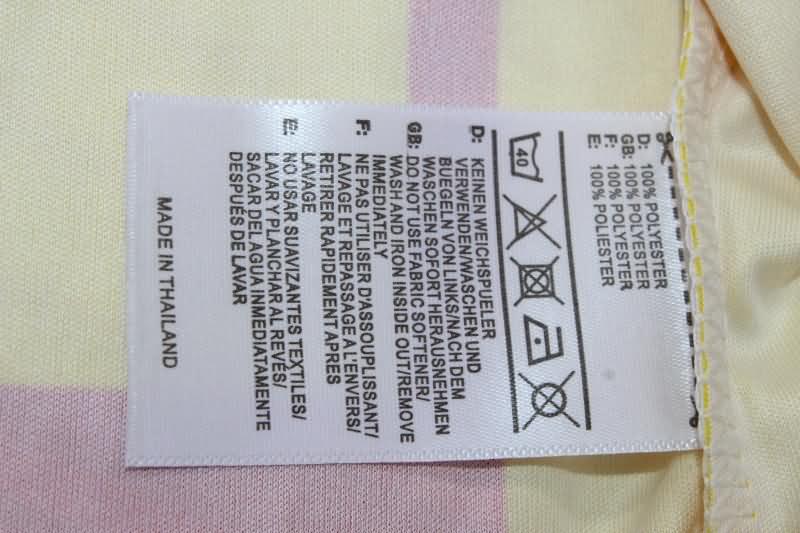 D: 100% POLYESTER
GB: 100% POLYESTER
F: 100% POLYESTER
E: 100% POLIESTER
40
D: KEINEN WEICHSPUELER
VERWENDEN/WASCHEN UND
BUEGELN VON LINKS/NACH DEM
WASCHEN SOFORT HERAUSNEHMEN
GB: DO NOT USE FABRIC SOFTENER/
WASH AND IRON INSIDE OUT/REMOVE
IMMEDIATELY
F: NE PAS UTILISER D'ASSOUPLISSANT/
LAVAGE ET REPASSAGE A L'ENVERS/
RETIRER RAPIDEMENT APRES
LAVAGE
E: NO USAR SUAVIZANTES TEXTILES/
LAVAR Y PLANCHAR AL REVÉS/
SACAR DEL AGUA INMEDIATAMENTE
DESPUÉS DE LAVAR
MADE IN THAILAND